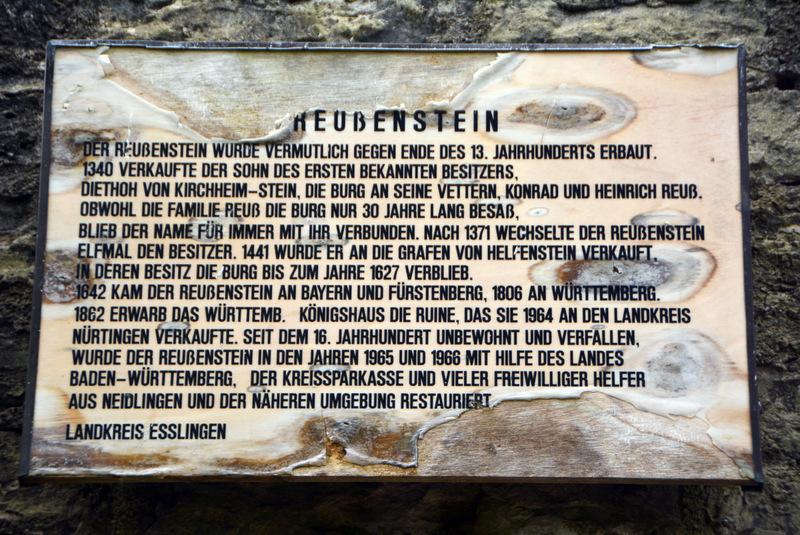 REUßENSTEIN
DER REUßENSTEIN WURDE VERMUTLICH GEGEN ENDE DES 13. JAHRHUNDERTS ERBAUT.
1340 VERKAUFTE DER SOHN DES ERSTEN BEKANNTEN BESITZERS,
DIETHOH VON KIRCHHEIM-STEIN, DIE BURG AN SEINE VETTERN, KONRAD UND HEINRICH REUß.
OBWOHL DIE FAMILIE REUß DIE BURG NUR 30 JAHRE LANG BESAß,
BLIEB DER NAME FÜR IMMER MIT IHR VERBUNDEN. NACH 1371 WECHSELTE DER REUßENSTEIN
ELFMAL DEN BESITZER. 1441 WURDE ER AN DIE GRAFEN VON HELFENSTEIN VERKAUFT,
IN DEREN BESITZ DIE BURG BIS ZUM JAHRE 1627 VERBLIEB.
1642 KAM DER REUßENSTEIN AN BAYERN UND FÜRSTENBERG, 1806 AN WÜRTTEMBERG.
1862 ERWARB DAS WÜRTTEMB. KÖNIGSHAUS DIE RUINE, DAS SIE 1964 AN DEN LANDKREIS
NÜRTINGEN VERKAUFTE. SEIT DEM 16. JAHRHUNDERT UNBEWOHNT UND VERFALLEN,
WURDE DER REUßENSTEIN IN DEN JAHREN 1965 UND 1966 MIT HILFE DES LANDES
BADEN-WÜRTTEMBERG, DER KREISSPARKASSE UND VIELER FREIWILLIGER HELFER
AUS NEIDLINGEN UND DER NÄHEREN UMGEBUNG RESTAURIERT.
LANDKREIS ESSLINGEN